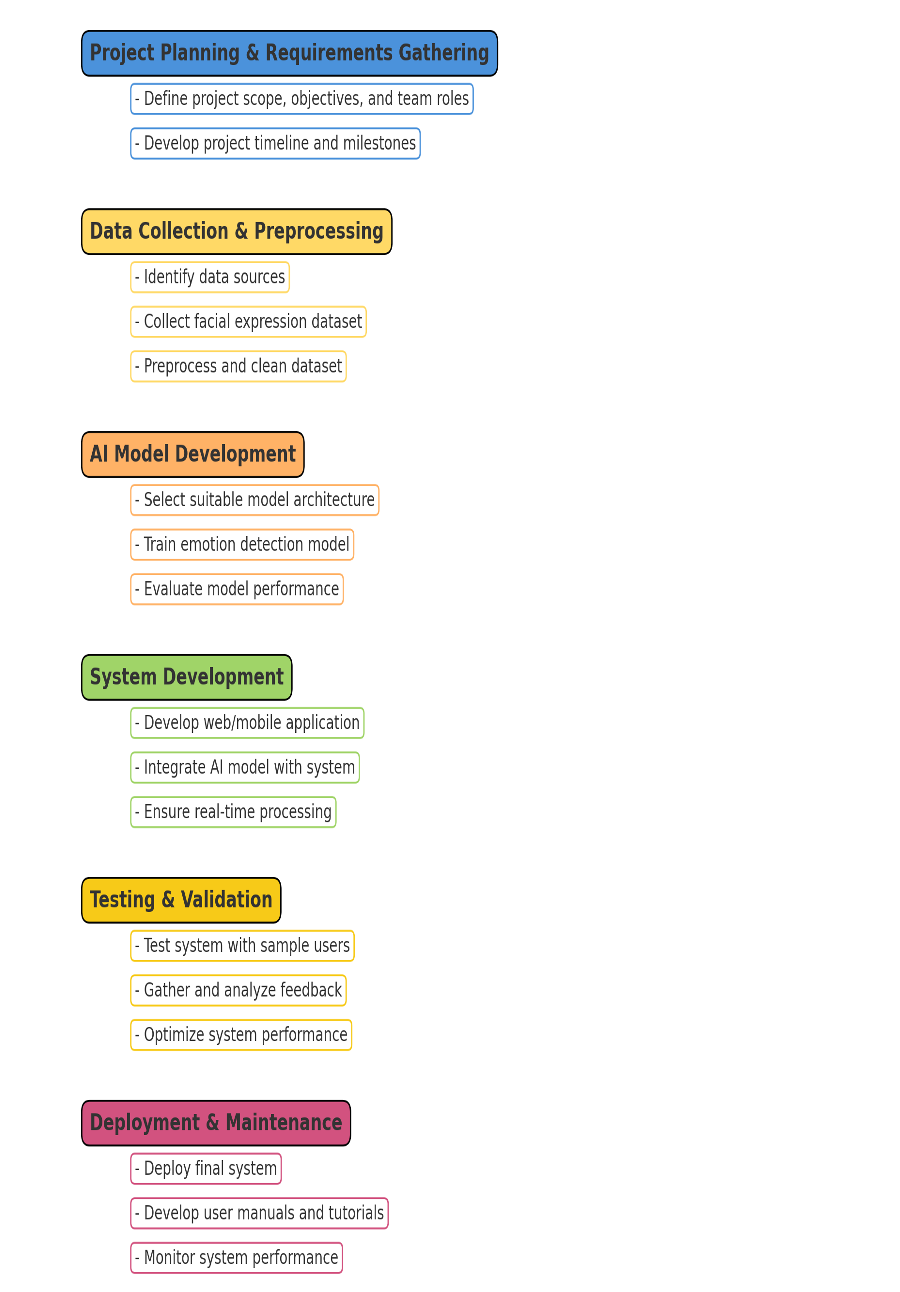 Project Planning & Requirements Gathering
- Define project scope, objectives, and team roles
- Develop project timeline and milestones
Data Collection & Preprocessing
- Identify data sources
- Collect facial expression dataset
- Preprocess and clean dataset
AI Model Development
- Select suitable model architecture
- Train emotion detection model
- Evaluate model performance
System Development
- Develop web/mobile application
- Integrate AI model with system
- Ensure real-time processing
Testing & Validation
- Test system with sample users
- Gather and analyze feedback
- Optimize system performance
Deployment & Maintenance
- Deploy final system
- Develop user manuals and tutorials
- Monitor system performance